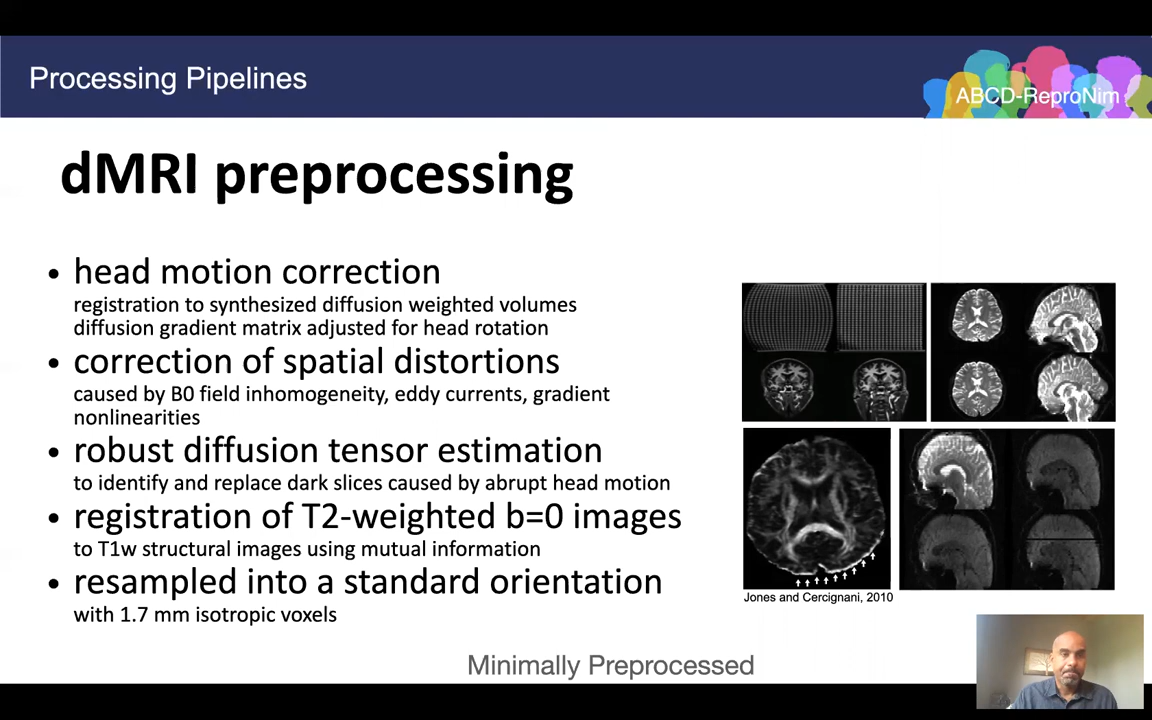 Processing Pipelines
ABCD-ReproNim
dMRI preprocessing
• head motion correction
registration to synthesized diffusion weighted volumes
diffusion gradient matrix adjusted for head rotation
• correction of spatial distortions
caused by B0 field inhomogeneity, eddy currents, gradient
nonlinearities
• robust diffusion tensor estimation
to identify and replace dark slices caused by abrupt head motion
• registration of T2-weighted b=0 images
to T1w structural images using mutual information
• resampled into a standard orientation
with 1.7 mm isotropic voxels
Jones and Cercignani, 2010
Minimally Preprocessed